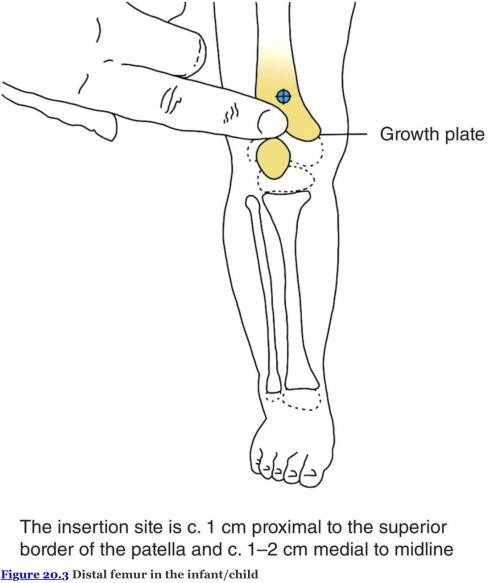 Growth plate
The insertion site is c. 1 cm proximal to the superior
border of the patella and c. 1–2 cm medial to midline
Figure 20.3 Distal femur in the infant/child